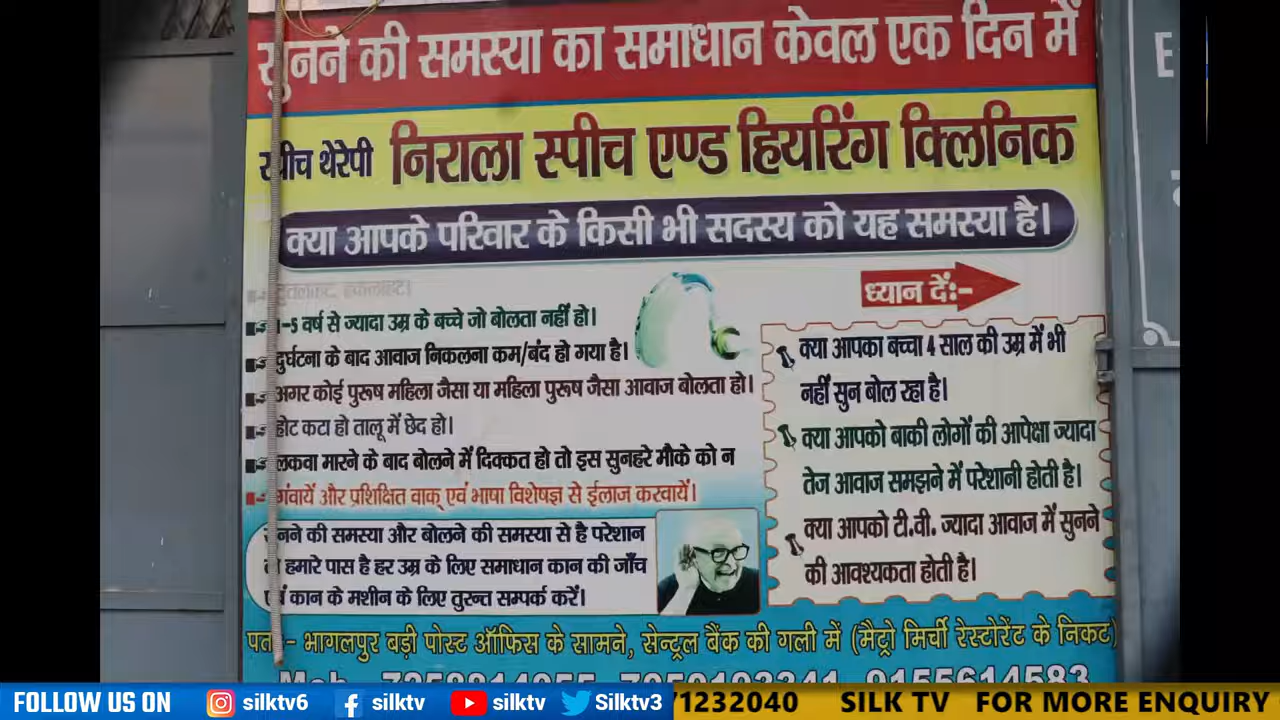 सुनने की समस्या का समाधान केवल एक दिन में
स्पीच थेरेपी निराला स्पीच एण्ड हियरिंग क्लिनिक
क्या आपके परिवार के किसी भी सदस्य को यह समस्या है।
-5 वर्ष से ज्यादा उम्र के बच्चे जो बोलता नहीं हो।
दुर्घटना के बाद आवाज निकलना कम/बंद हो गया है।
अगर कोई पुरूष महिला जैसा या महिला पुरूष जैसा आवाज बोलता हो।
होट कटा हो तालू में छेद हो।
लकवा मारने के बाद बोलने में दिक्कत हो तो इस सुनहरे मौके को न
गंवायें और प्रशिक्षित वाक् एवं भाषा विशेषज्ञ से ईलाज करवायें।
सुनने की समस्या और बोलने की समस्या से है परेशान
तो हमारे पास है हर उम्र के लिए समाधान कान की जाँच
एवं कान के मशीन के लिए तुरन्त सम्पर्क करें।
ध्यान दें:-
क्या आपका बच्चा 4 साल की उम्र में भी
नहीं सुन बोल रहा है।
क्या आपको बाकी लोगों की आपेक्षा ज्यादा
तेज आवाज समझने में परेशानी होती है।
क्या आपको टी.वी. ज्यादा आवाज में सुनने
की आवश्यकता होती है।
पता:- भागलपुर बड़ी पोस्ट ऑफिस के सामने, सेन्ट्रल बैंक की गली में (मैट्रो मिर्ची रेस्टोरेंट के निकट)
Mob 9155614583
E
FOLLOW US ON silktv6 silktv silktv Silktv3 1232040 SILK TV FOR MORE ENQUIRY